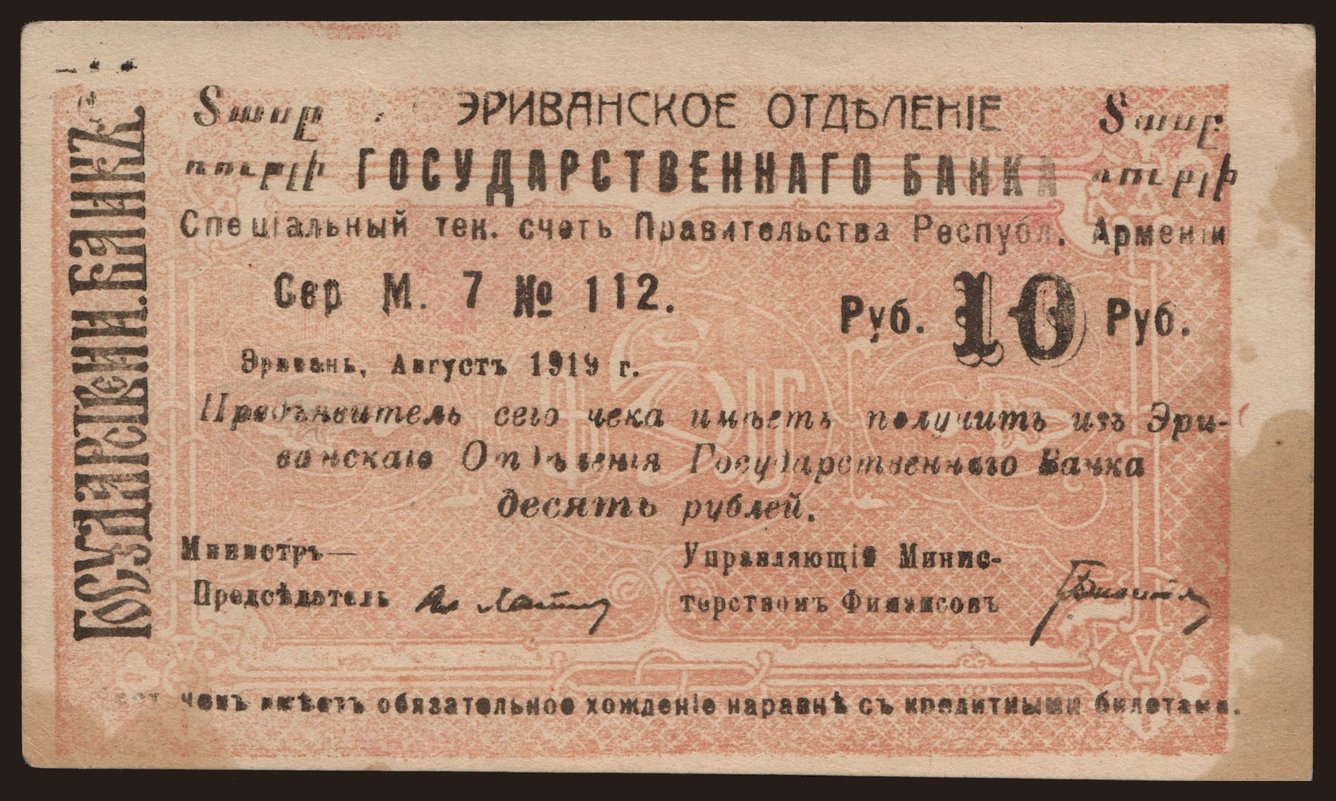 Տասը
ռուբլի
ЭРИВАНСКОЕ ОТДѢЛЕНІЕ
ГОСУДАРСТВЕННАГО БАНКА
Տասը
ռուբլի
Спеціальный тек. счетъ Правительства Республ. Арменіи
Сер М. 7 № 112.
Руб. 10 Руб.
Эривань, Августъ 1919 г.
Предъявитель сего чека имѣетъ получить изъ Эри-
ванскаго Отдѣленія Государственнаго Банка
десять рублей.
Министръ—
Предсѣдатель
Управляющій Минис-
терствомъ Финансовъ
чекъ имѣетъ обязательное хожденіе наравнѣ съ кредитными билетами.